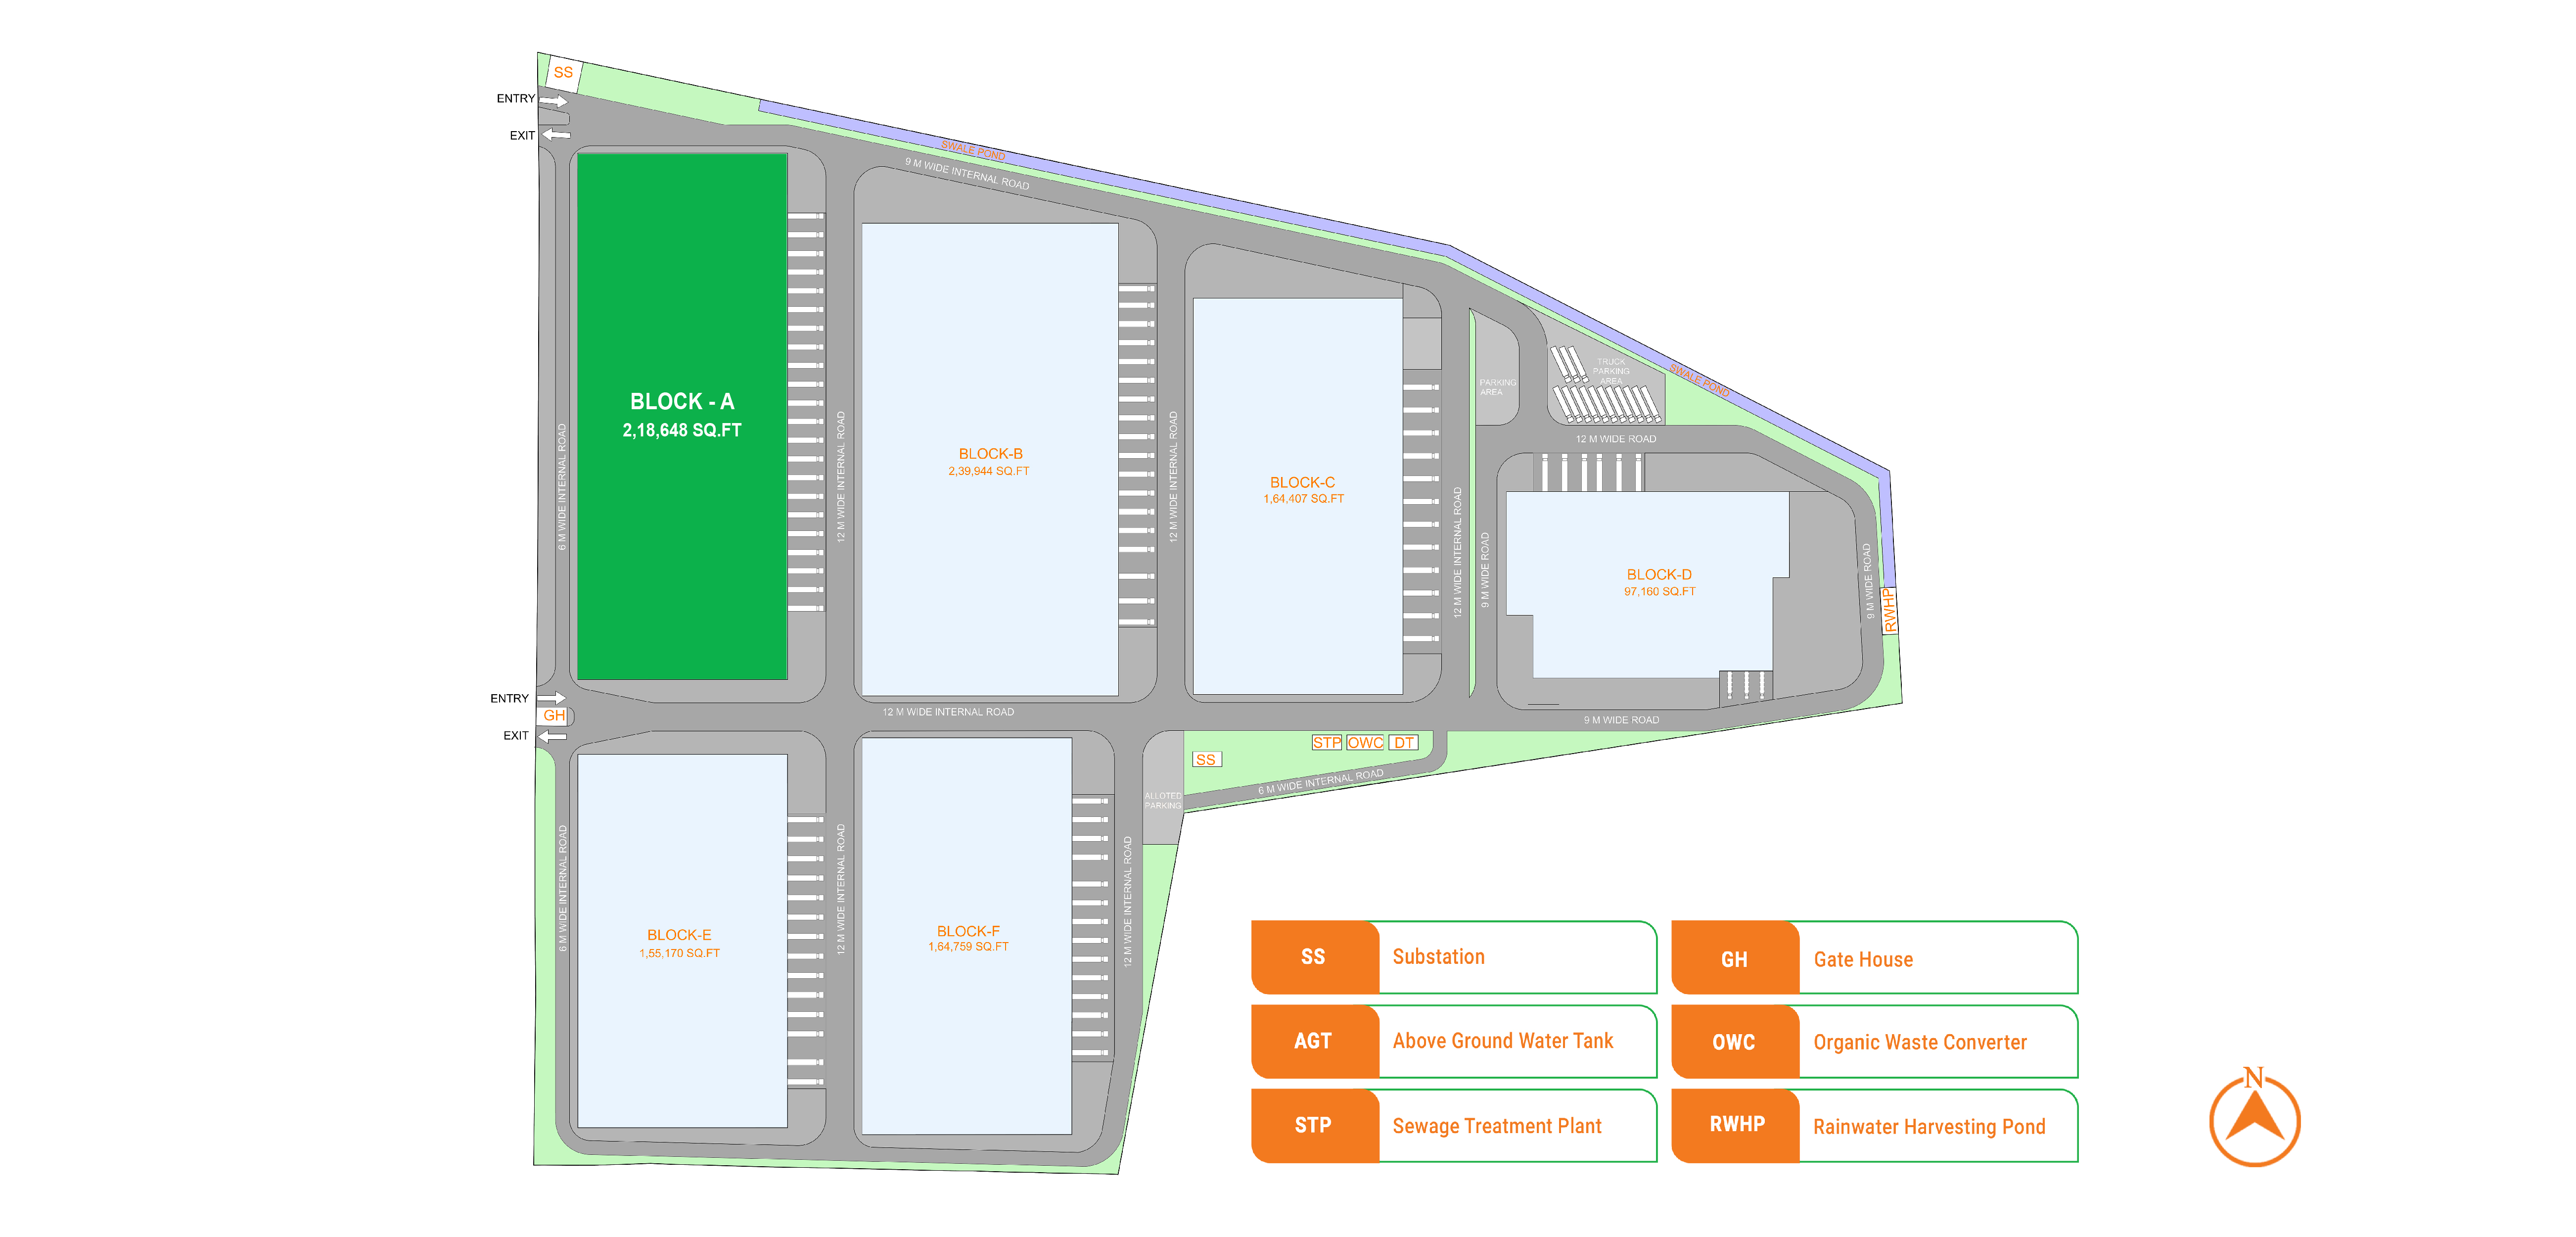 SS
ENTRY
EXIT
SWALE POND
9 M WIDE INTERNAL ROAD
BLOCK - A
2,18,648 SQ.FT
6 M WIDE INTERNAL ROAD
12 M WIDE INTERNAL ROAD
BLOCK-B
2,39,944 SQ.FT
12 M WIDE INTERNAL ROAD
BLOCK-C
1,64,407 SQ.FT
12 M WIDE INTERNAL ROAD
PARKING
AREA
TRUCK
PARKING
AREA
SWALE POND
12 M WIDE ROAD
9 M WIDE ROAD
BLOCK-D
97,160 SQ.FT
9 M WIDE ROAD
RWHP
ENTRY
GH
EXIT
12 M WIDE INTERNAL ROAD
9 M WIDE ROAD
STP
OWC
DT
SS
6 M WIDE INTERNAL ROAD
ALLOTED
PARKING
6 M WIDE INTERNAL ROAD
BLOCK-E
1,55,170 SQ.FT
12 M WIDE INTERNAL ROAD
BLOCK-F
1,64,759 SQ.FT
12 M WIDE INTERNAL ROAD
SS Substation
GH Gate House
AGT Above Ground Water Tank
OWC Organic Waste Converter
STP Sewage Treatment Plant
RWHP Rainwater Harvesting Pond
N